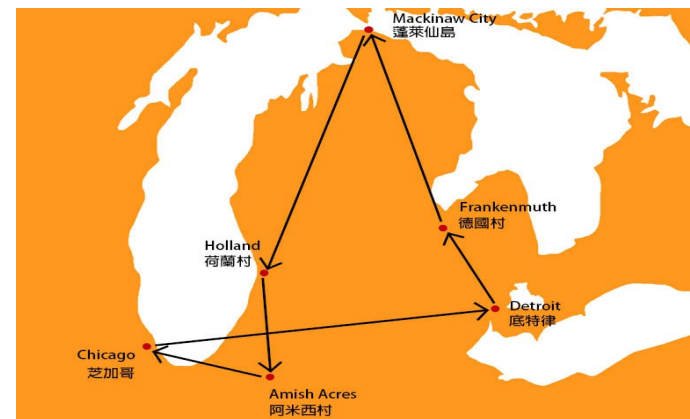 Mackinaw City
蓬萊仙島
Frankenmuth
德國村
Holland
荷蘭村
Detroit
底特律
Chicago
芝加哥
Amish Acres
阿米西村